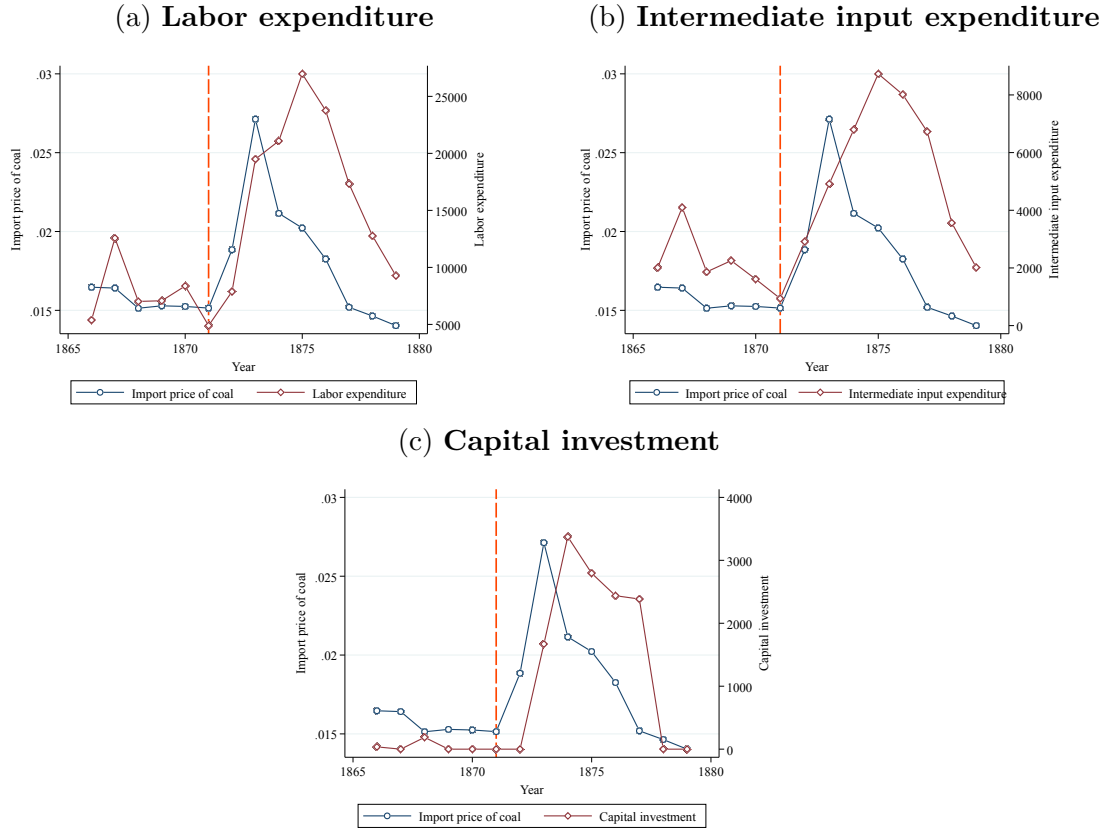 (a) Labor expenditure
.03
.025
.02
.015
Import price of coal
25000
20000
15000
10000
5000
Labor expenditure
1865
1870
1875
1880
Year
Import price of coal
Labor expenditure
(b) Intermediate input expenditure
.03
.025
.02
.015
Import price of coal
8000
6000
4000
2000
0
Intermediate input expenditure
1865
1870
1875
1880
Year
Import price of coal
Intermediate input expenditure
(c) Capital investment
.03
.025
.02
.015
Import price of coal
4000
3000
2000
1000
0
Capital investment
1865
1870
1875
1880
Year
Import price of coal
Capital investment